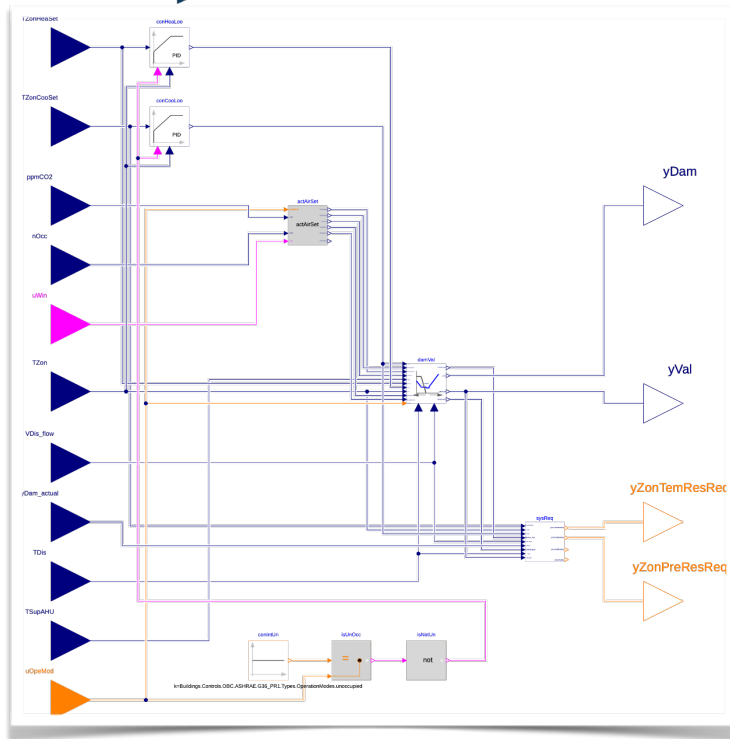 TZonHeaSet
conHeaLoo
PID
TZonCooSet
conCooLoo
PID
ppmCO2
yDam
actAirSet
actAirSet
nOcc
uWin
TZon
damVal
yVal
VDis_flow
yDam_actual
yZonTemResReq
sysReq
TDis
yZonPreResReq
TSupAHU
conIntUn
isUnOcc
isNotUn
=
not
uOpeMod
k=Buildings.Controls.OBC.ASHRAE.G36_PR1.Types.OperationModes.unoccupied